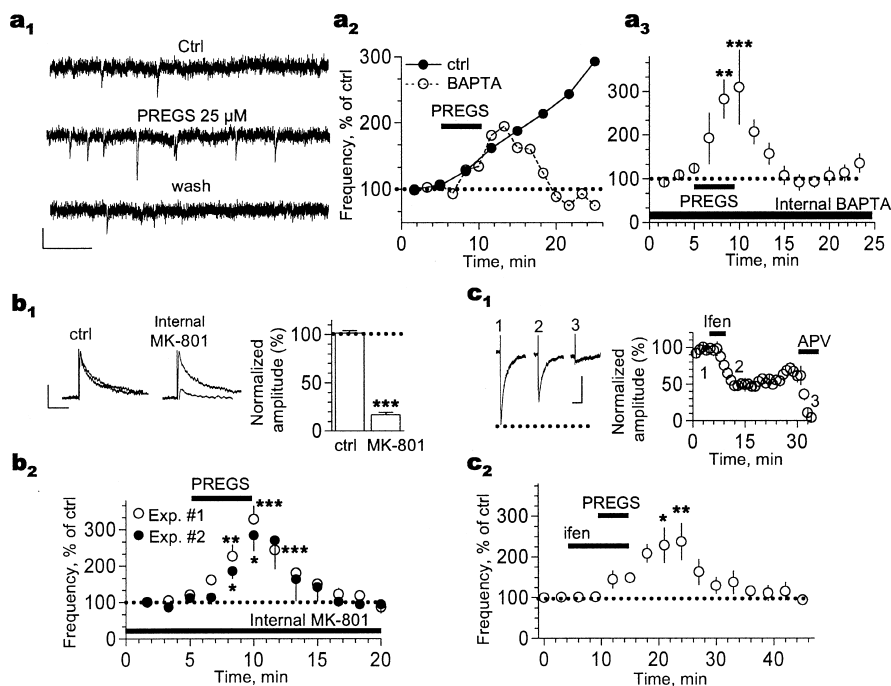 a1
Ctrl
PREGS 25 µM
wash
a2
Frequency, % of ctrl
300
200
100
ctrl
BAPTA
PREGS
0
10
20
Time, min
a3
***
**
300
200
100
0
PREGS
Internal BAPTA
0
5
10
15
20
25
Time, min
b1
ctrl
Internal
MK-801
Normalized
amplitude (%)
100
50
0
***
ctrl
MK-801
c1
1
2
3
Normalized
amplitude (%)
100
50
0
Ifen
APV
1
2
3
0
10
20
30
Time, min
b2
Frequency, % of ctrl
300
200
100
0
PREGS
Exp. #1
Exp. #2
**
***
***
*
*
Internal MK-801
0
5
10
15
20
Time, min
c2
Frequency, % of ctrl
300
200
100
0
PREGS
ifen
*
**
0
10
20
30
40
Time, min